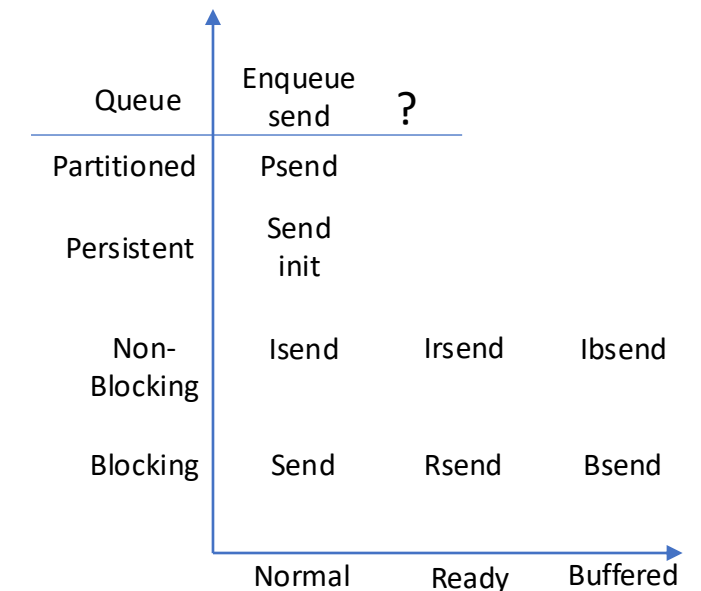 Queue
Enqueue
send
?
Partitioned
Psend
Persistent
Send
init
Non-
Blocking
Isend
Irsend
Ibsend
Blocking
Send
Rsend
Bsend
Normal
Ready
Buffered